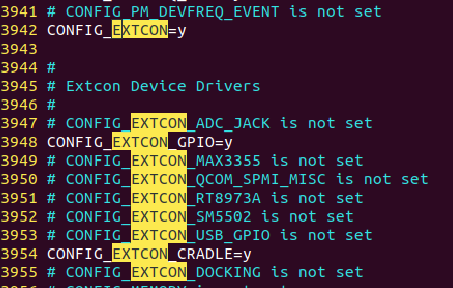 3941 # CONFIG_PM_DEVFREQ_EVENT is not set
3942 CONFIG_EXTCON=y
3943
3944 #
3945 # Extcon Device Drivers
3946 #
3947 # CONFIG_EXTCON_ADC_JACK is not set
3948 CONFIG_EXTCON_GPIO=y
3949 # CONFIG_EXTCON_MAX3355 is not set
3950 # CONFIG_EXTCON_QCOM_SPMI_MISC is not set
3951 # CONFIG_EXTCON_RT8973A is not set
3952 # CONFIG_EXTCON_SM5502 is not set
3953 # CONFIG_EXTCON_USB_GPIO is not set
3954 CONFIG_EXTCON_CRADLE=y
3955 # CONFIG_EXTCON_DOCKING is not set